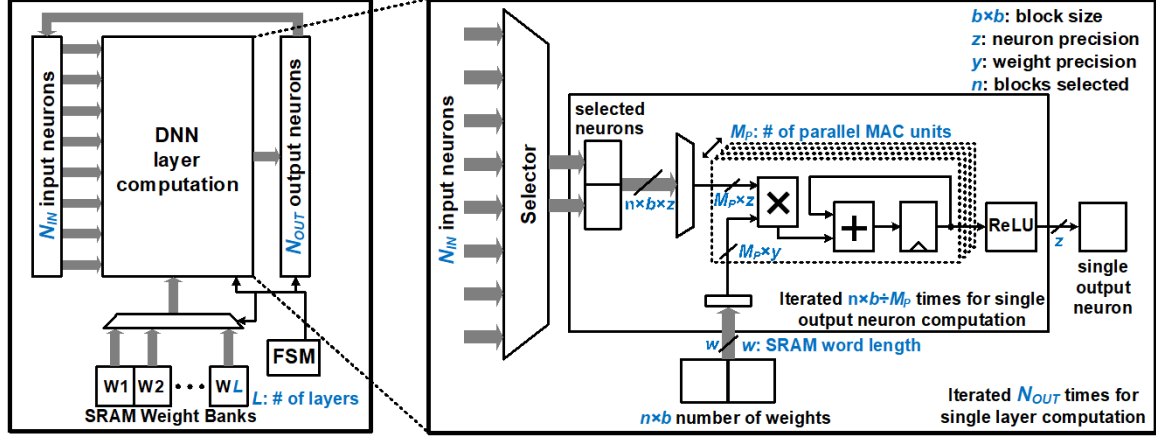 N_IN input neurons
DNN
layer
computation
N_OUT output neurons
FSM
W1 W2 ••• WL
L: # of layers
SRAM Weight Banks
b×b: block size
z: neuron precision
y: weight precision
n: blocks selected
N_IN input neurons
Selector
selected
neurons
n×b×z
M_P: # of parallel MAC units
M_P×z
×
+
M_P×y
ReLU
z
single
output
neuron
Iterated n×b÷M_P times for single
output neuron computation
w
w: SRAM word length
n×b number of weights
Iterated N_OUT times for
single layer computation